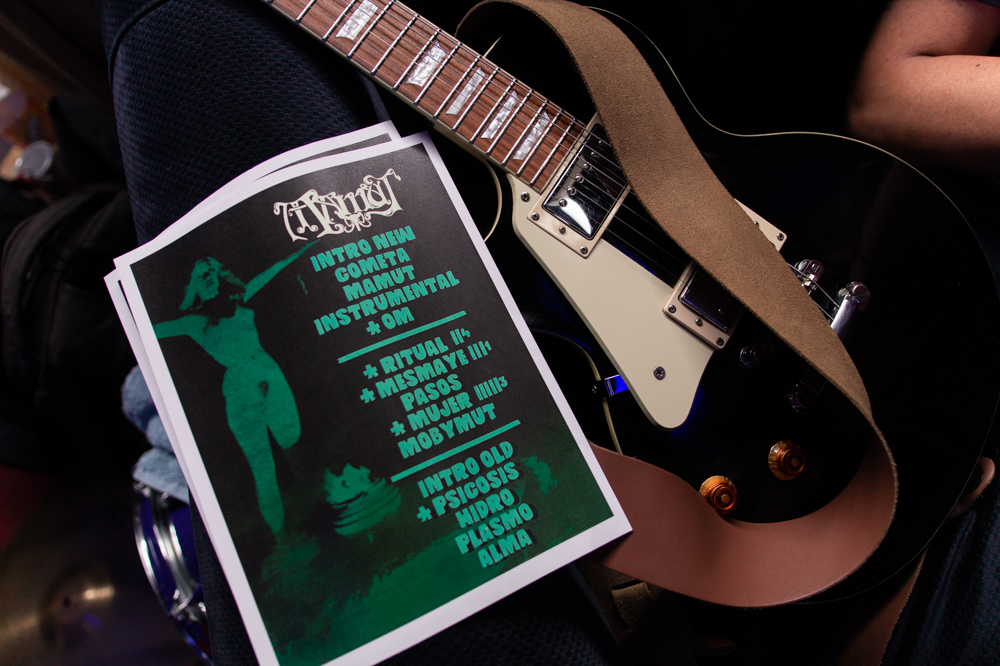 INTRO NEW
COMETA
MAMUT
INSTRUMENTAL
* OM
* RITUAL
* MESMAYE
PASOS
* MUJER
MOBYMUT
INTRO OLD
* PSICOSIS
HIDRO
PLASMO
ALMA